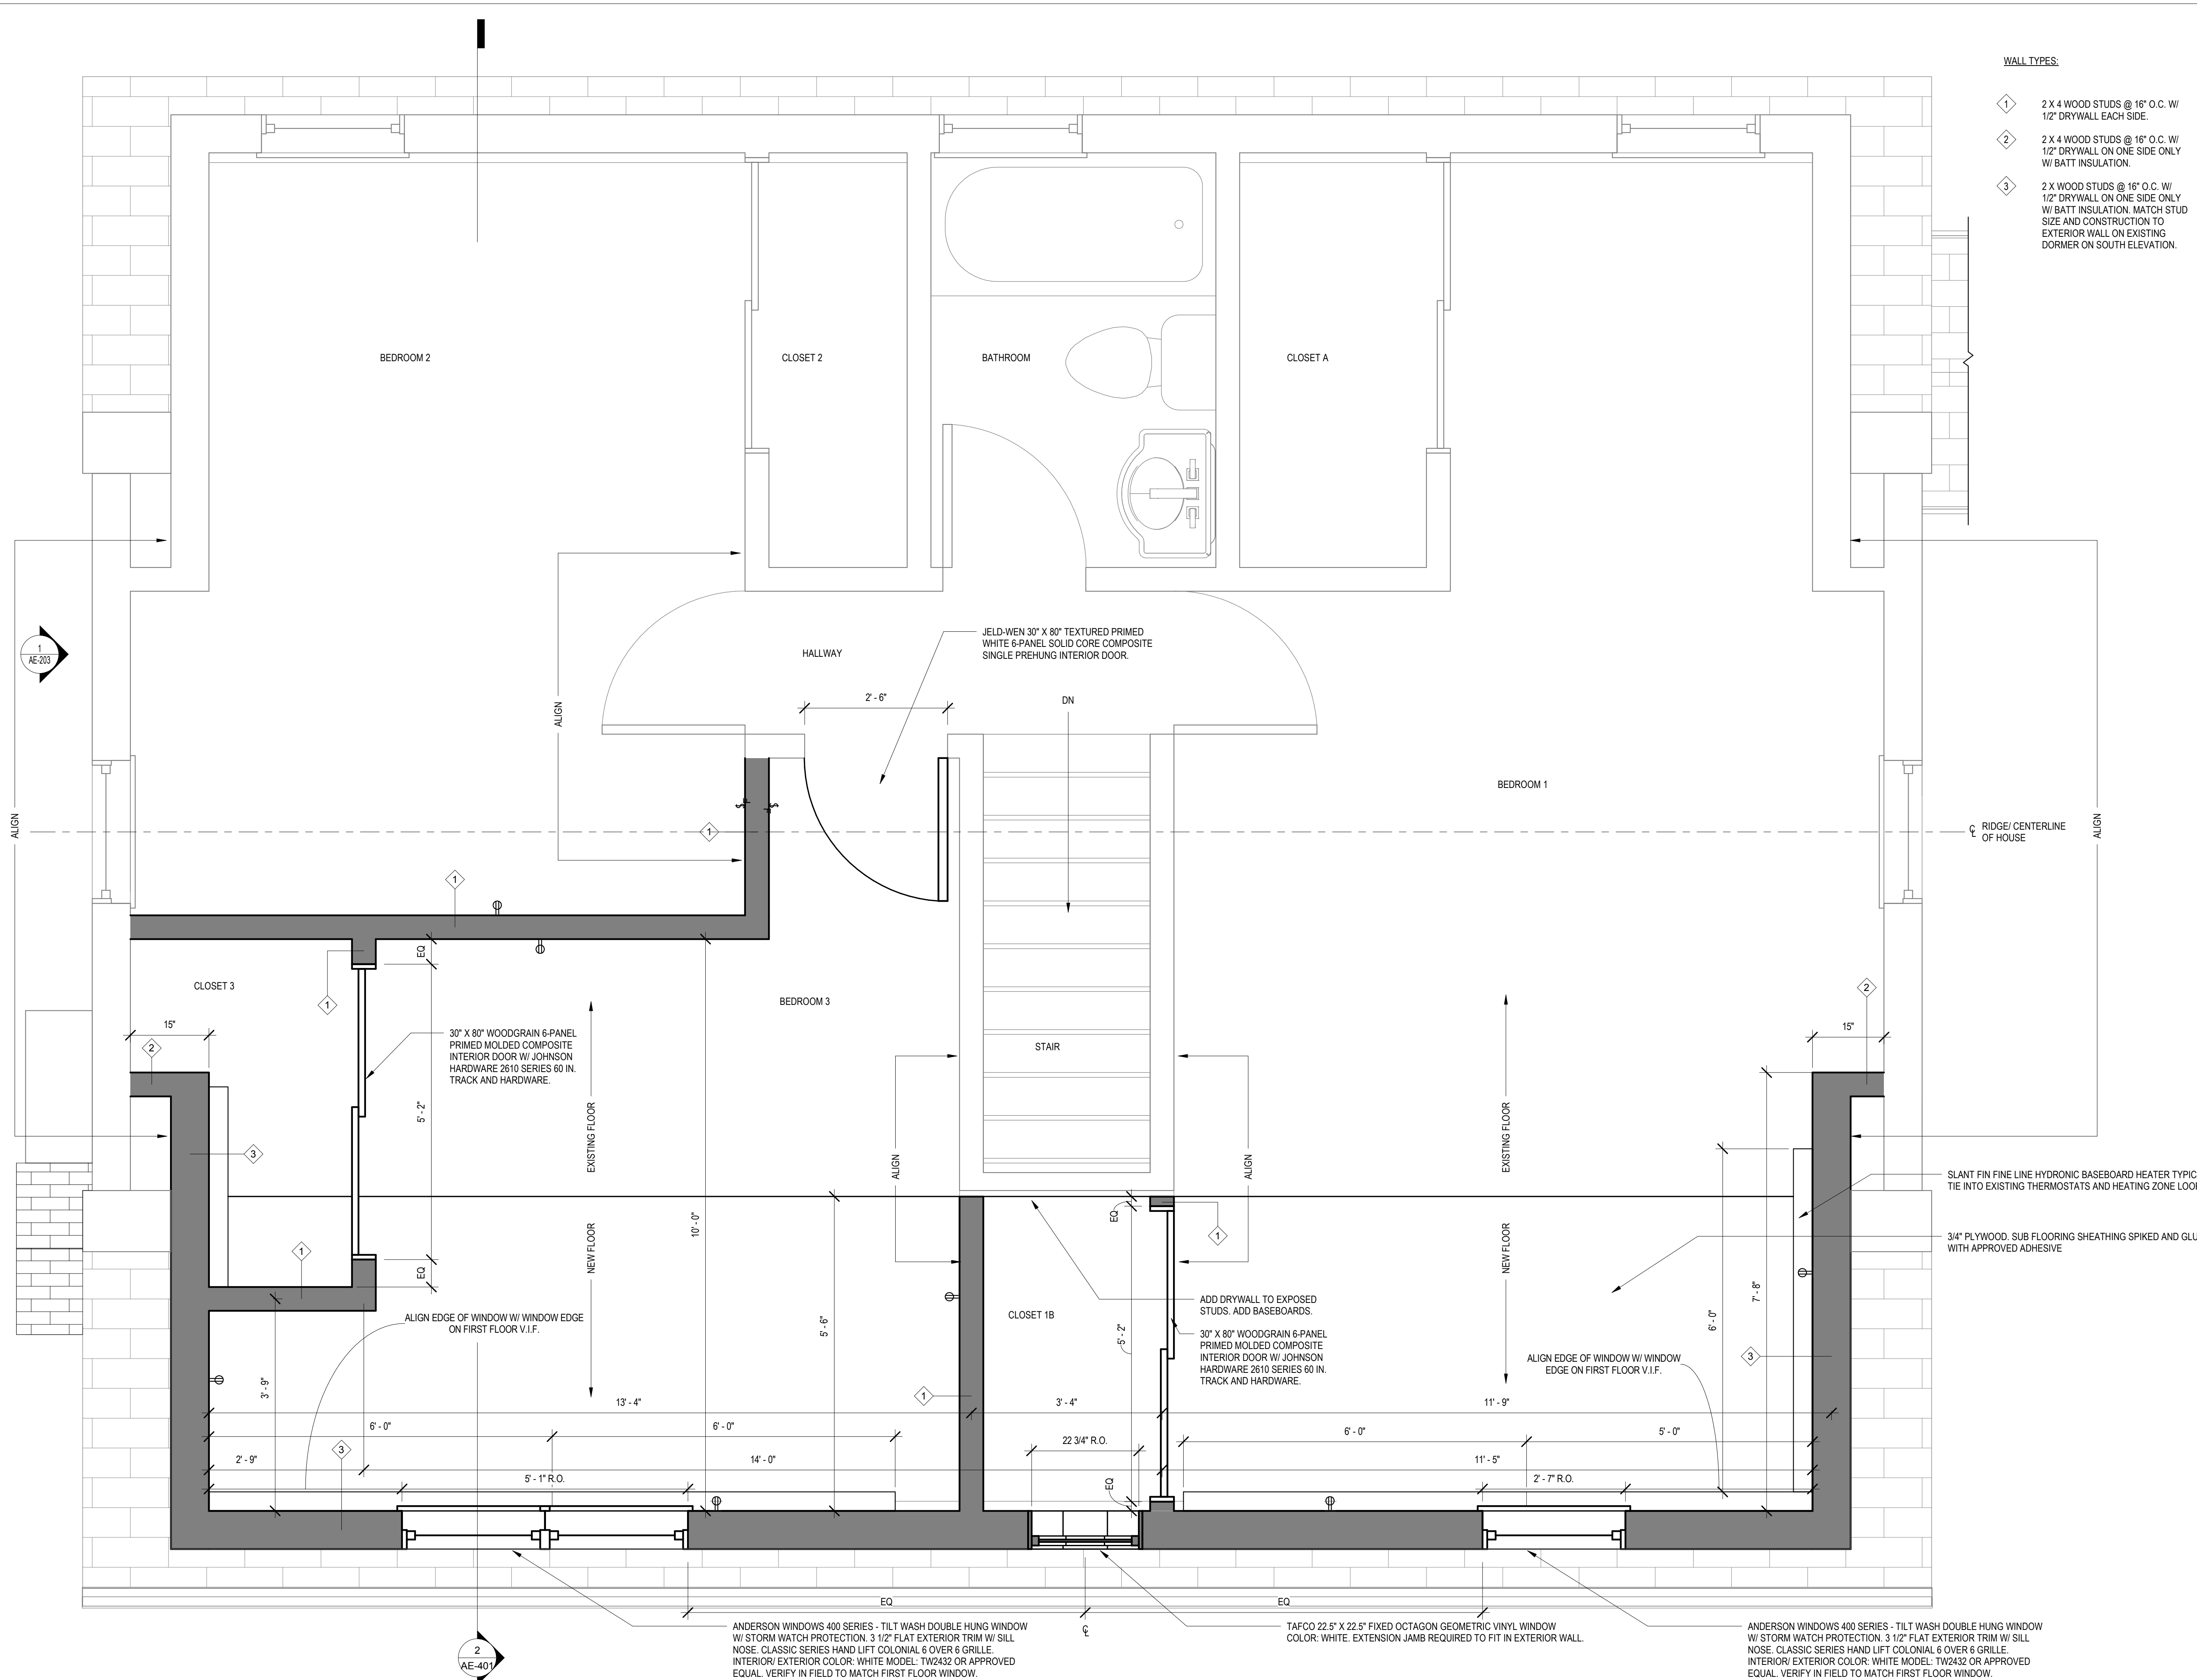 WALL TYPES:
1
2 X 4 WOOD STUDS @ 16" O.C. W/
1/2" DRYWALL EACH SIDE.
2
2 X 4 WOOD STUDS @ 16" O.C. W/
1/2" DRYWALL ON ONE SIDE ONLY
W/ BATT INSULATION.
3
2 X WOOD STUDS @ 16" O.C. W/
1/2" DRYWALL ON ONE SIDE ONLY
W/ BATT INSULATION. MATCH STUD
SIZE AND CONSTRUCTION TO
EXTERIOR WALL ON EXISTING
DORMER ON SOUTH ELEVATION.
BEDROOM 2
CLOSET 2
BATHROOM
CLOSET A
1
AE-203
HALLWAY
JELD-WEN 30" X 80" TEXTURED PRIMED
WHITE 6-PANEL SOLID CORE COMPOSITE
SINGLE PREHUNG INTERIOR DOOR.
2' - 6"
DN
ALIGN
BEDROOM 1
ALIGN
S
S
1
℄ RIDGE/ CENTERLINE
OF HOUSE
ALIGN
1
EQ
CLOSET 3
1
BEDROOM 3
2
15"
2
30" X 80" WOODGRAIN 6-PANEL
PRIMED MOLDED COMPOSITE
INTERIOR DOOR W/ JOHNSON
HARDWARE 2610 SERIES 60 IN.
TRACK AND HARDWARE.
STAIR
15"
5' - 2"
EXISTING FLOOR
EXISTING FLOOR
3
ALIGN
ALIGN
SLANT FIN FINE LINE HYDRONIC BASEBOARD HEATER TYPIC
TIE INTO EXISTING THERMOSTATS AND HEATING ZONE LOO
10' - 0"
EQ
1
1
NEW FLOOR
NEW FLOOR
3/4" PLYWOOD. SUB FLOORING SHEATHING SPIKED AND GLU
WITH APPROVED ADHESIVE
EQ
7' - 8"
ALIGN EDGE OF WINDOW W/ WINDOW EDGE
ON FIRST FLOOR V.I.F.
5' - 6"
CLOSET 1B
ADD DRYWALL TO EXPOSED
STUDS. ADD BASEBOARDS.
6' - 0"
5' - 2"
30" X 80" WOODGRAIN 6-PANEL
PRIMED MOLDED COMPOSITE
INTERIOR DOOR W/ JOHNSON
HARDWARE 2610 SERIES 60 IN.
TRACK AND HARDWARE.
ALIGN EDGE OF WINDOW W/ WINDOW
EDGE ON FIRST FLOOR V.I.F.
3
3' - 9"
1
13' - 4"
3' - 4"
11' - 9"
6' - 0"
6' - 0"
22 3/4" R.O.
6' - 0"
5' - 0"
3
2' - 9"
14' - 0"
11' - 5"
5' - 1" R.O.
EQ
2' - 7" R.O.
EQ
EQ
℄
2
AE-401
ANDERSON WINDOWS 400 SERIES - TILT WASH DOUBLE HUNG WINDOW
W/ STORM WATCH PROTECTION. 3 1/2" FLAT EXTERIOR TRIM W/ SILL
NOSE. CLASSIC SERIES HAND LIFT COLONIAL 6 OVER 6 GRILLE.
INTERIOR/ EXTERIOR COLOR: WHITE MODEL: TW2432 OR APPROVED
EQUAL. VERIFY IN FIELD TO MATCH FIRST FLOOR WINDOW.
TAFCO 22.5" X 22.5" FIXED OCTAGON GEOMETRIC VINYL WINDOW
COLOR: WHITE. EXTENSION JAMB REQUIRED TO FIT IN EXTERIOR WALL.
ANDERSON WINDOWS 400 SERIES - TILT WASH DOUBLE HUNG WINDOW
W/ STORM WATCH PROTECTION. 3 1/2" FLAT EXTERIOR TRIM W/ SILL
NOSE. CLASSIC SERIES HAND LIFT COLONIAL 6 OVER 6 GRILLE.
INTERIOR/ EXTERIOR COLOR: WHITE MODEL: TW2432 OR APPROVED
EQUAL. VERIFY IN FIELD TO MATCH FIRST FLOOR WINDOW.